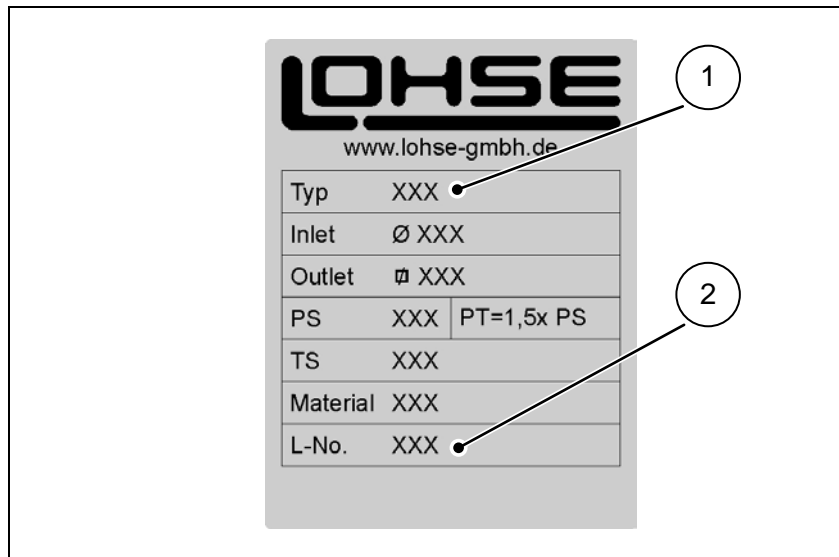 LOHSE
1
www.lohse-gmbh.de
Typ XXX
Inlet Ø XXX
Outlet ⌑ XXX
2
PS XXX PT=1,5x PS
TS XXX
Material XXX
L-No. XXX